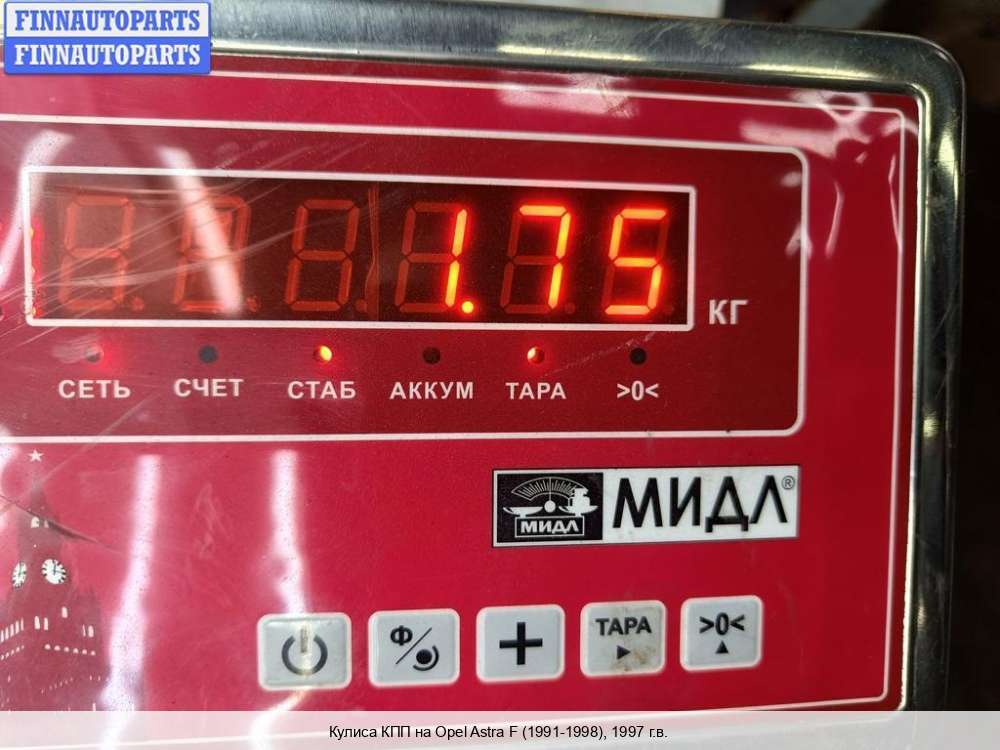 FINNAUTOPARTS
FINNAUTOPARTS
1.75
КГ
СЕТЬ СЧЕТ СТАБ АККУМ ТАРА >0<
МИДЛ МИДЛ®
Ф ТАРА >0<
Кулиса КПП на Opel Astra F (1991-1998), 1997 г.в.